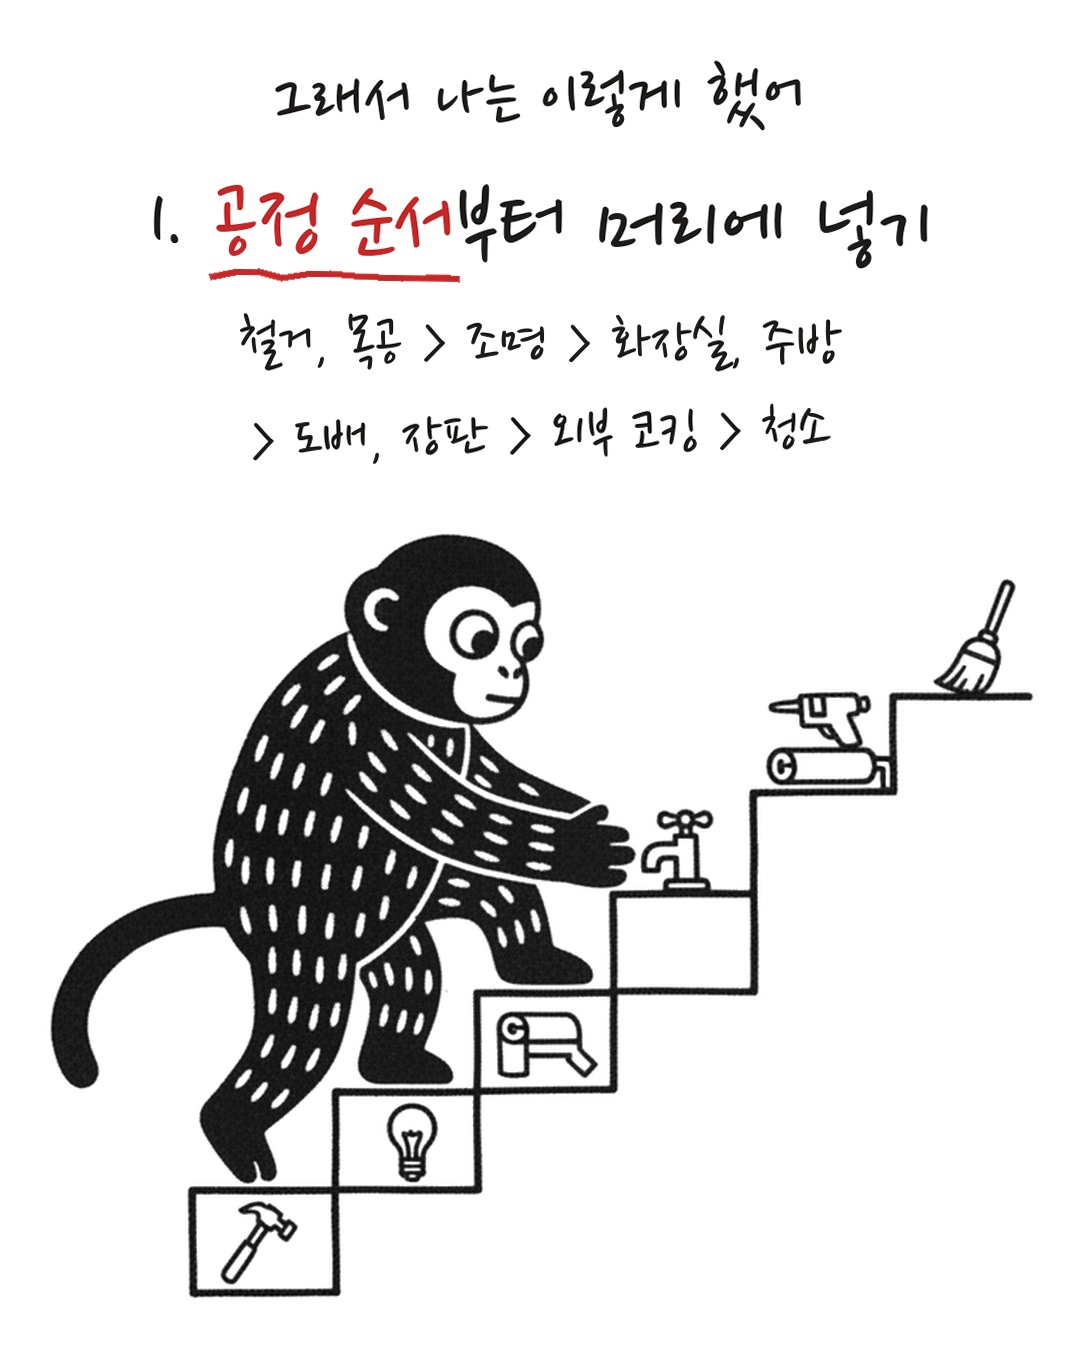 그래서 나는 이렇게 했어
1. 공정 순서부터 머리에 넣기
철거, 목공 > 조명 > 화장실, 주방
> 도배, 장판 > 외부 코킹 > 청소